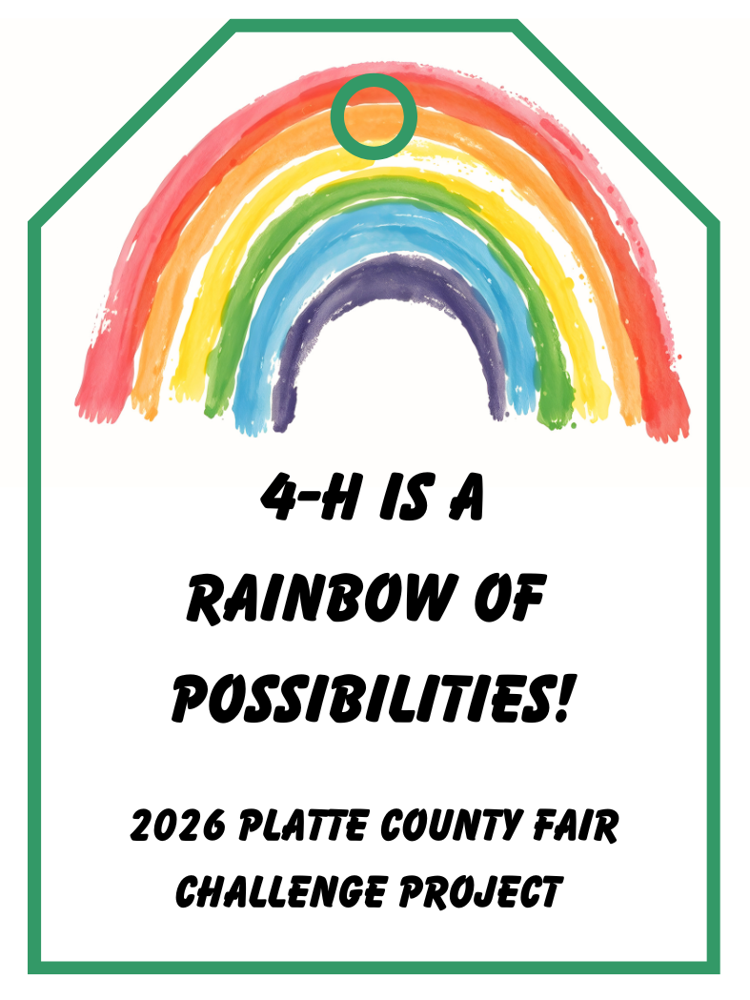 4-H IS A
RAINBOW OF
POSSIBILITIES!
2026 PLATTE COUNTY FAIR
CHALLENGE PROJECT